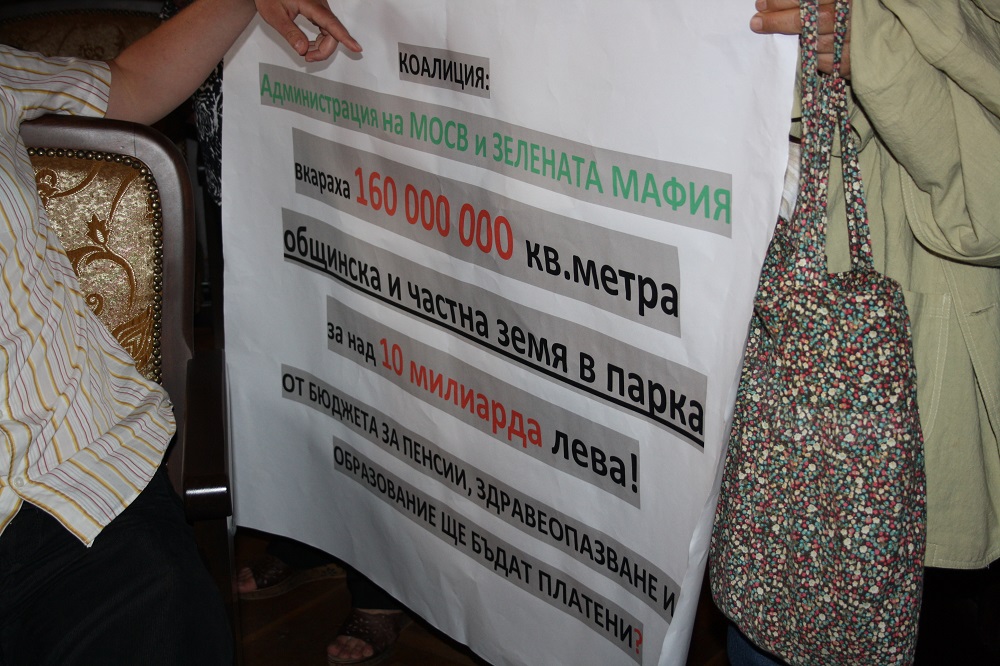 КОАЛИЦИЯ:
Администрация на МОСВ и ЗЕЛЕНАТА МАФИЯ
вкараха 160 000 000 кв.метра
общинска и частна земя в парка
за над 10 милиарда лева!
ОТ БЮДЖЕТА ЗА ПЕНСИИ, ЗДРАВЕОПАЗВАНЕ И
ОБРАЗОВАНИЕ ЩЕ БЪДАТ ПЛАТЕНИ?